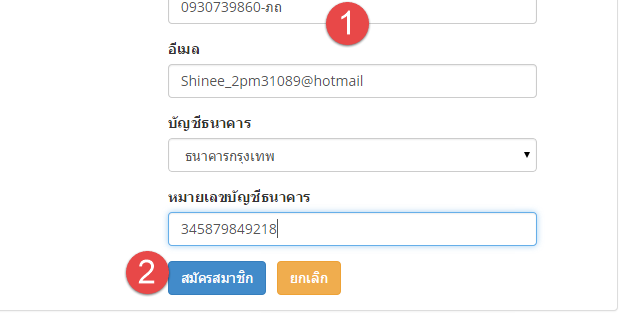 0930739860-ภถ
1
อีเมล
Shinee_2pm31089@hotmail
บัญชีธนาคาร
ธนาคารกรุงเทพ
หมายเลขบัญชีธนาคาร
345879849218
2 สมัครสมาชิก ยกเลิก